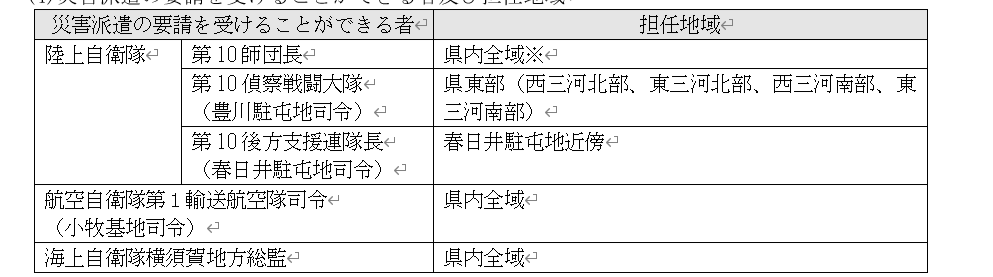 災害派遣の要請を受けることができる者
担任地域
陸上自衛隊
第10師団長
県内全域※
第10偵察戦闘大隊
（豊川駐屯地司令）
県東部（西三河北部、東三河北部、西三河南部、東
三河南部）
第10後方支援連隊長
（春日井駐屯地司令）
春日井駐屯地近傍
航空自衛隊第１輸送航空隊司令
（小牧基地司令）
県内全域
海上自衛隊横須賀地方総監
県内全域